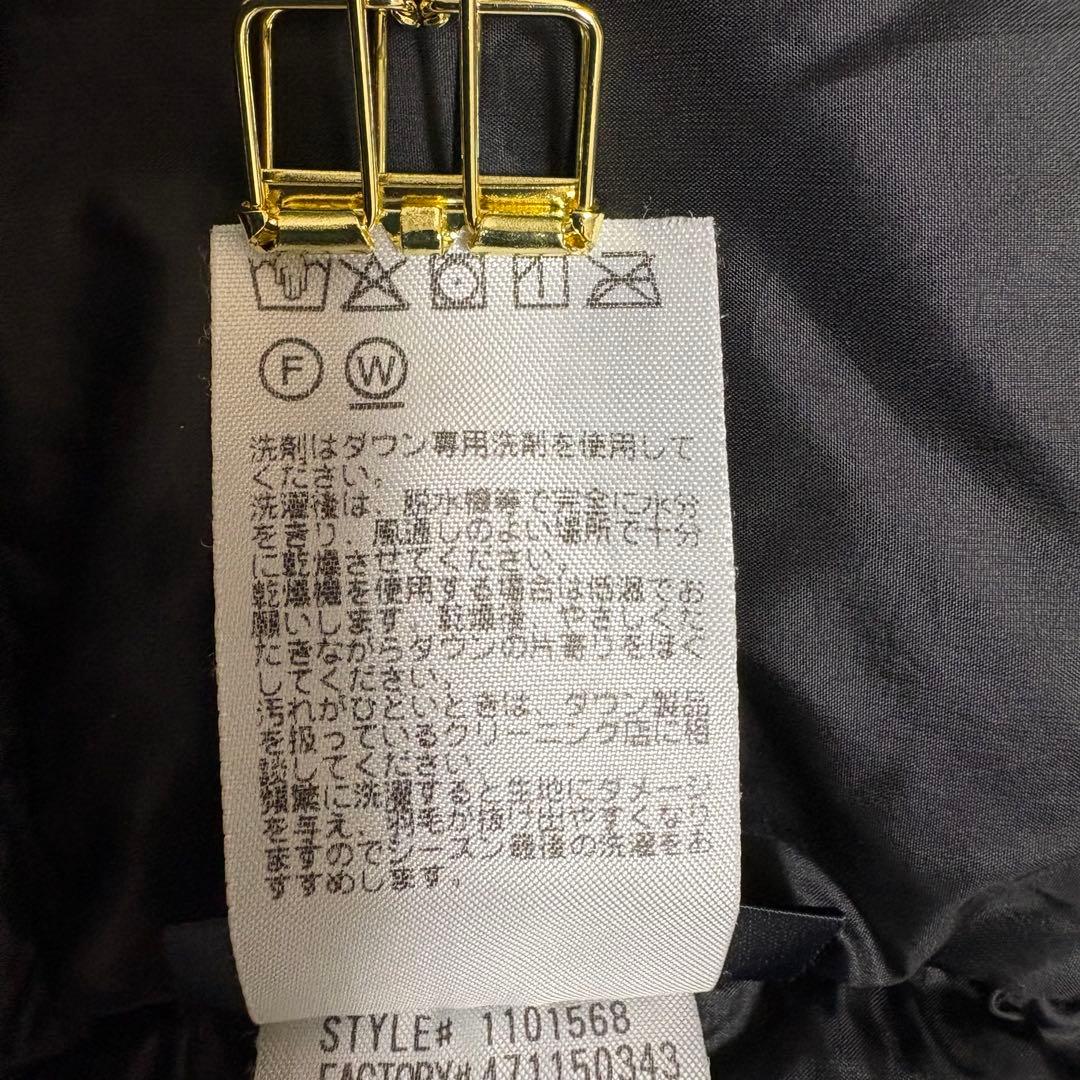 F W
洗剤はダウン専用洗剤を使用して
ください。
洗濯後は、脱水機等で完全に水分
をきり、風通しのよい場所で十分
に乾燥させてください。
乾燥機を使用する場合は低温でお
願いします。乾燥後、やさしくた
たきながらダウンの片寄りをほぐ
してください。
汚れがひどいときは、ダウン製品
を扱っているクリーニング店に相
談してください。
頻繁に洗濯すると生地にダメージ
を与え、羽毛が抜け出やすくなり
ますのでシーズン最後の洗濯をお
すすめします。
STYLE# 1101568
FACTORY# 471150343